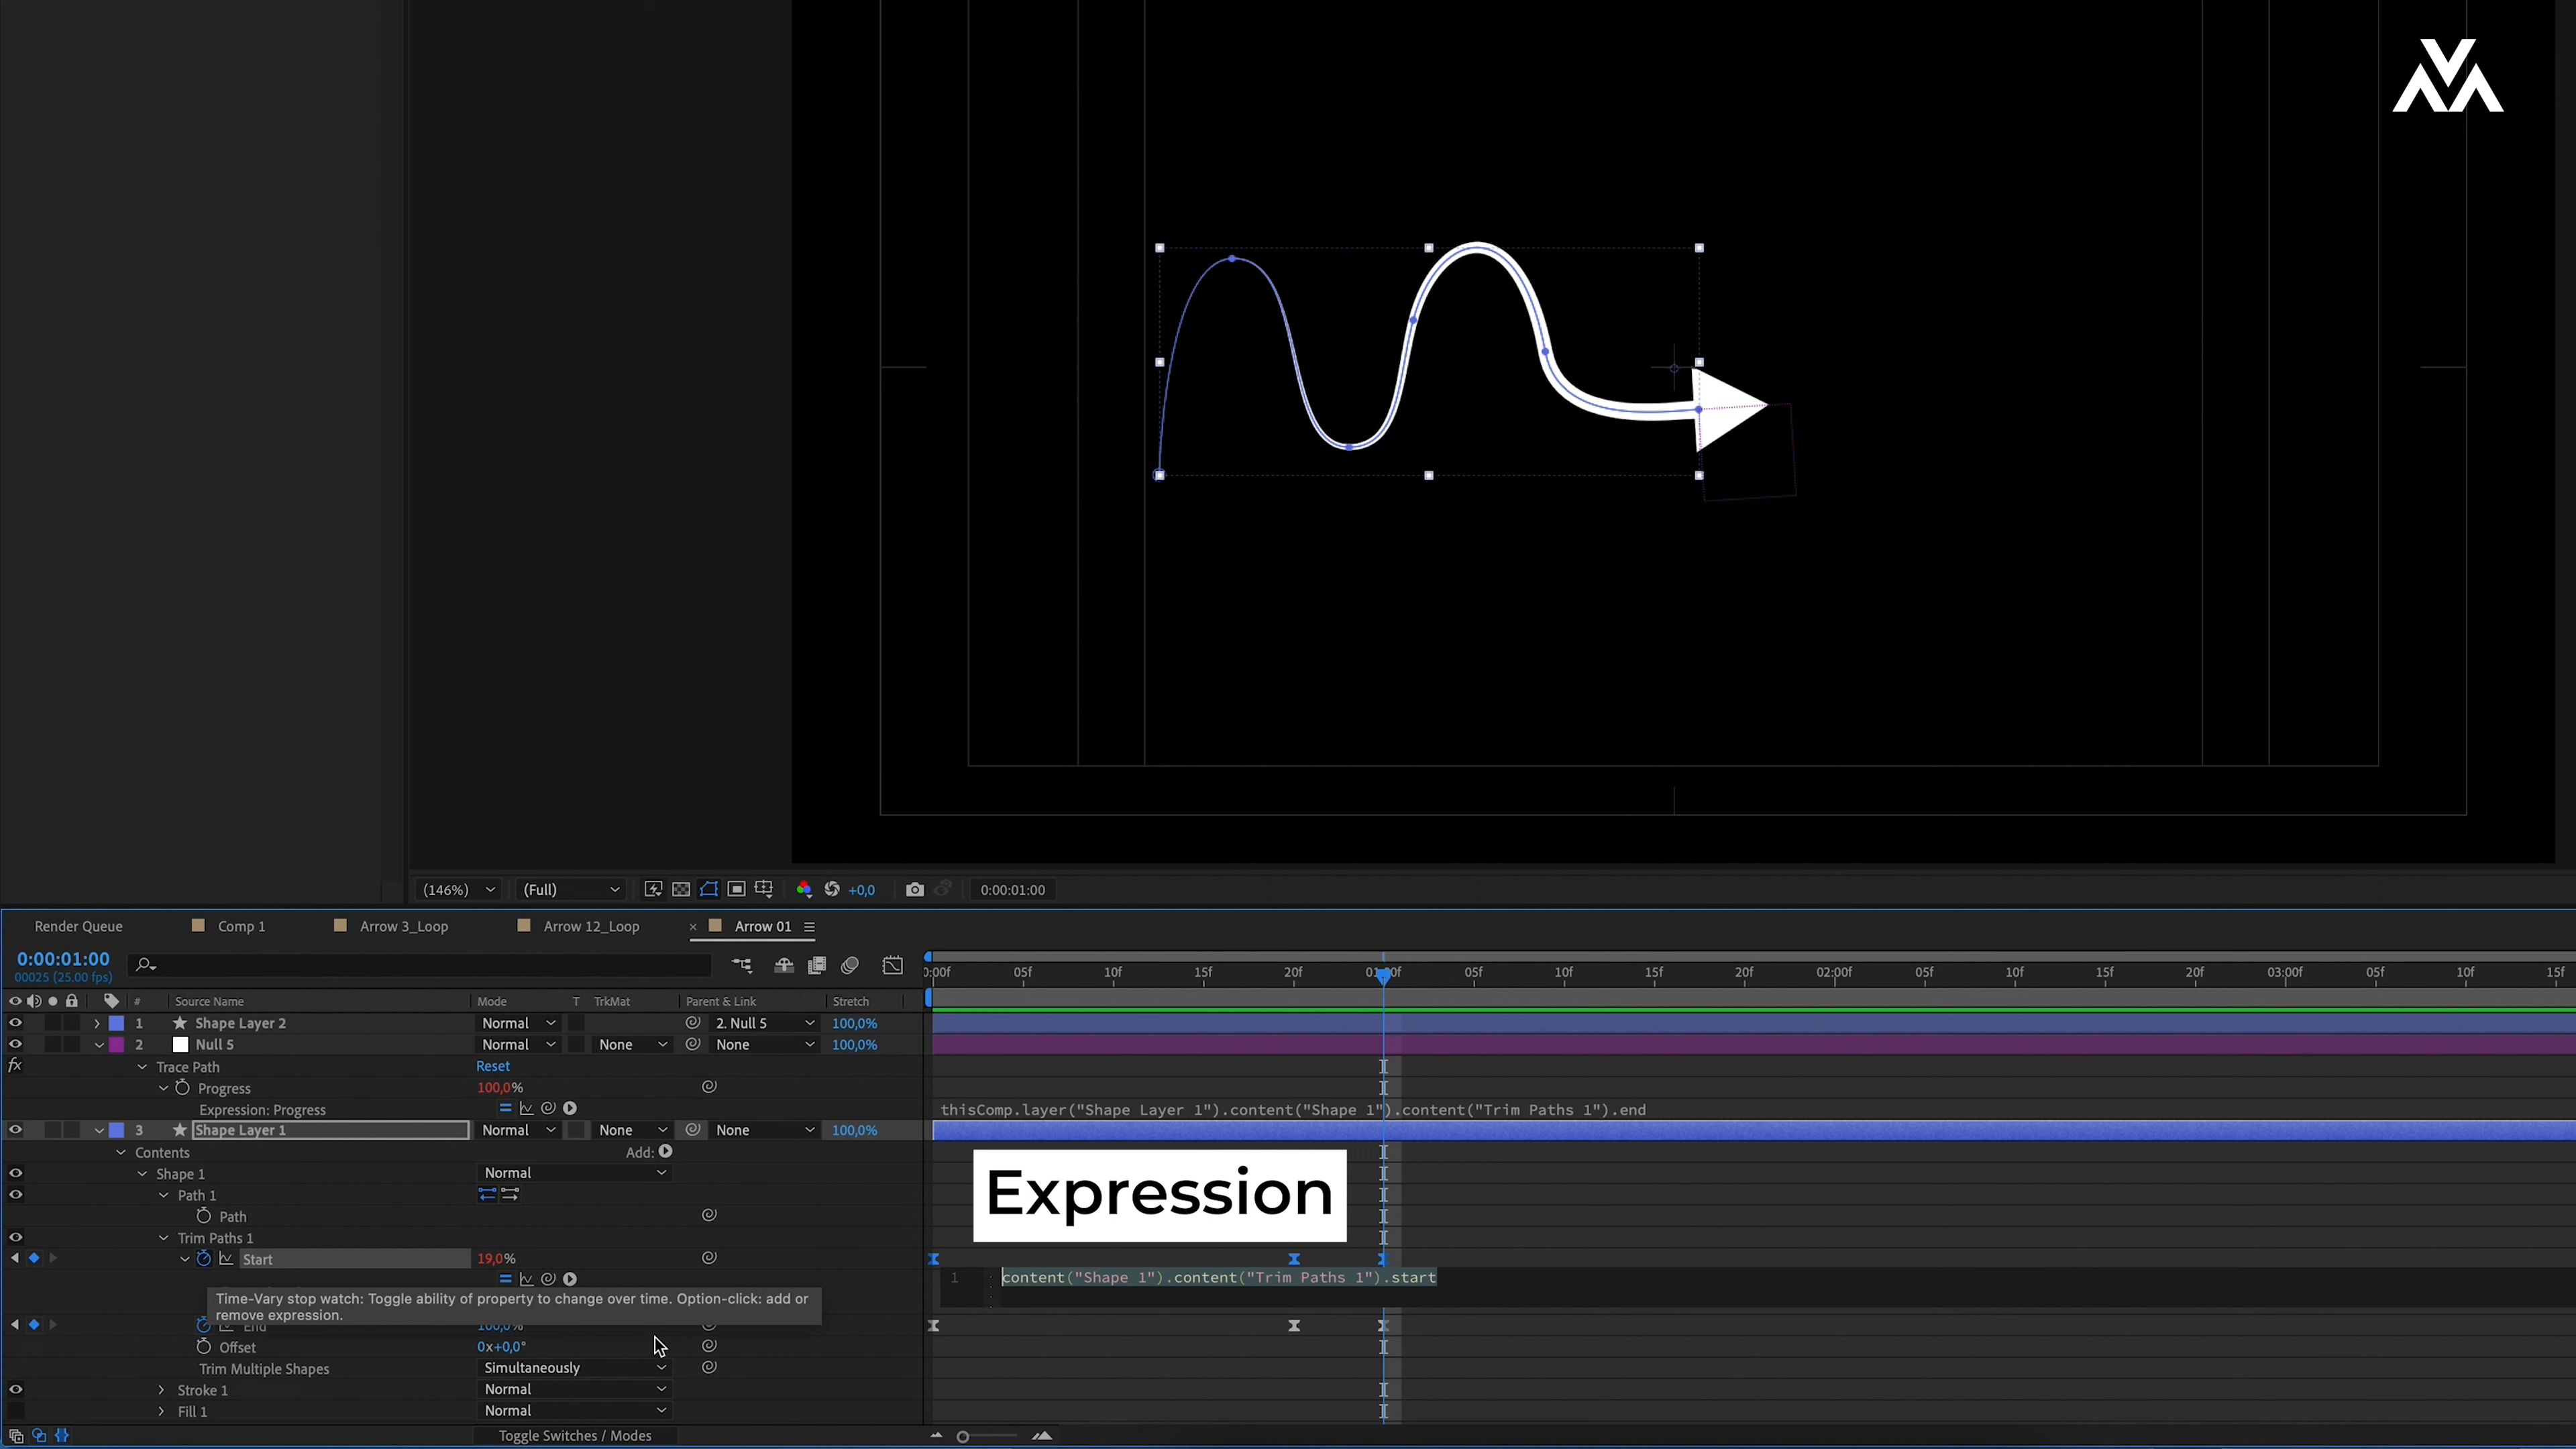 (146%) (Full) +0,0 0:00:01:00
Render Queue Comp 1 Arrow 3_Loop Arrow 12_Loop × Arrow 01
0:00:01:00
00025 (25.00 fps)
0:00f 05f 10f 15f 20f 01:00f 05f 10f 15f 20f 02:00f 05f 10f 15f 20f 03:00f 05f 10f 15f
# Source Name Mode T TrkMat Parent & Link Stretch
1 Shape Layer 2 Normal 2. Null 5 100,0%
2 Null 5 Normal None None 100,0%
fx Trace Path Reset
Progress 100,0%
Expression: Progress thisComp.layer("Shape Layer 1").content("Shape 1").content("Trim Paths 1").end
3 Shape Layer 1 Normal None None 100,0%
Contents Add:
Shape 1 Normal
Path 1
Expression
Path
Trim Paths 1
Start 19,0%
1 content("Shape 1").content("Trim Paths 1").start
Time-Vary stop watch: Toggle ability of property to change over time. Option-click: add or
remove expression.
End 100,0%
Offset 0x+0,0°
Trim Multiple Shapes Simultaneously
Stroke 1 Normal
Fill 1 Normal
Toggle Switches / Modes